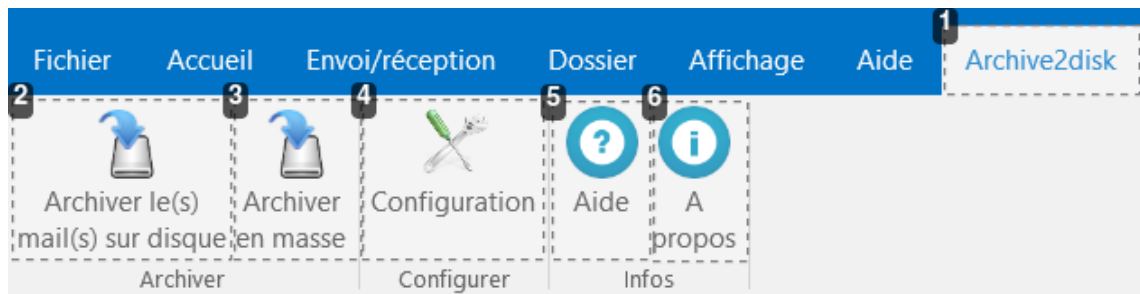 1
Fichier Accueil Envoi/réception Dossier Affichage Aide Archive2disk
2 3 4 5 6
? i
Archiver le(s) Archiver Configuration Aide A
mail(s) sur disque en masse propos
Archiver Configurer Infos